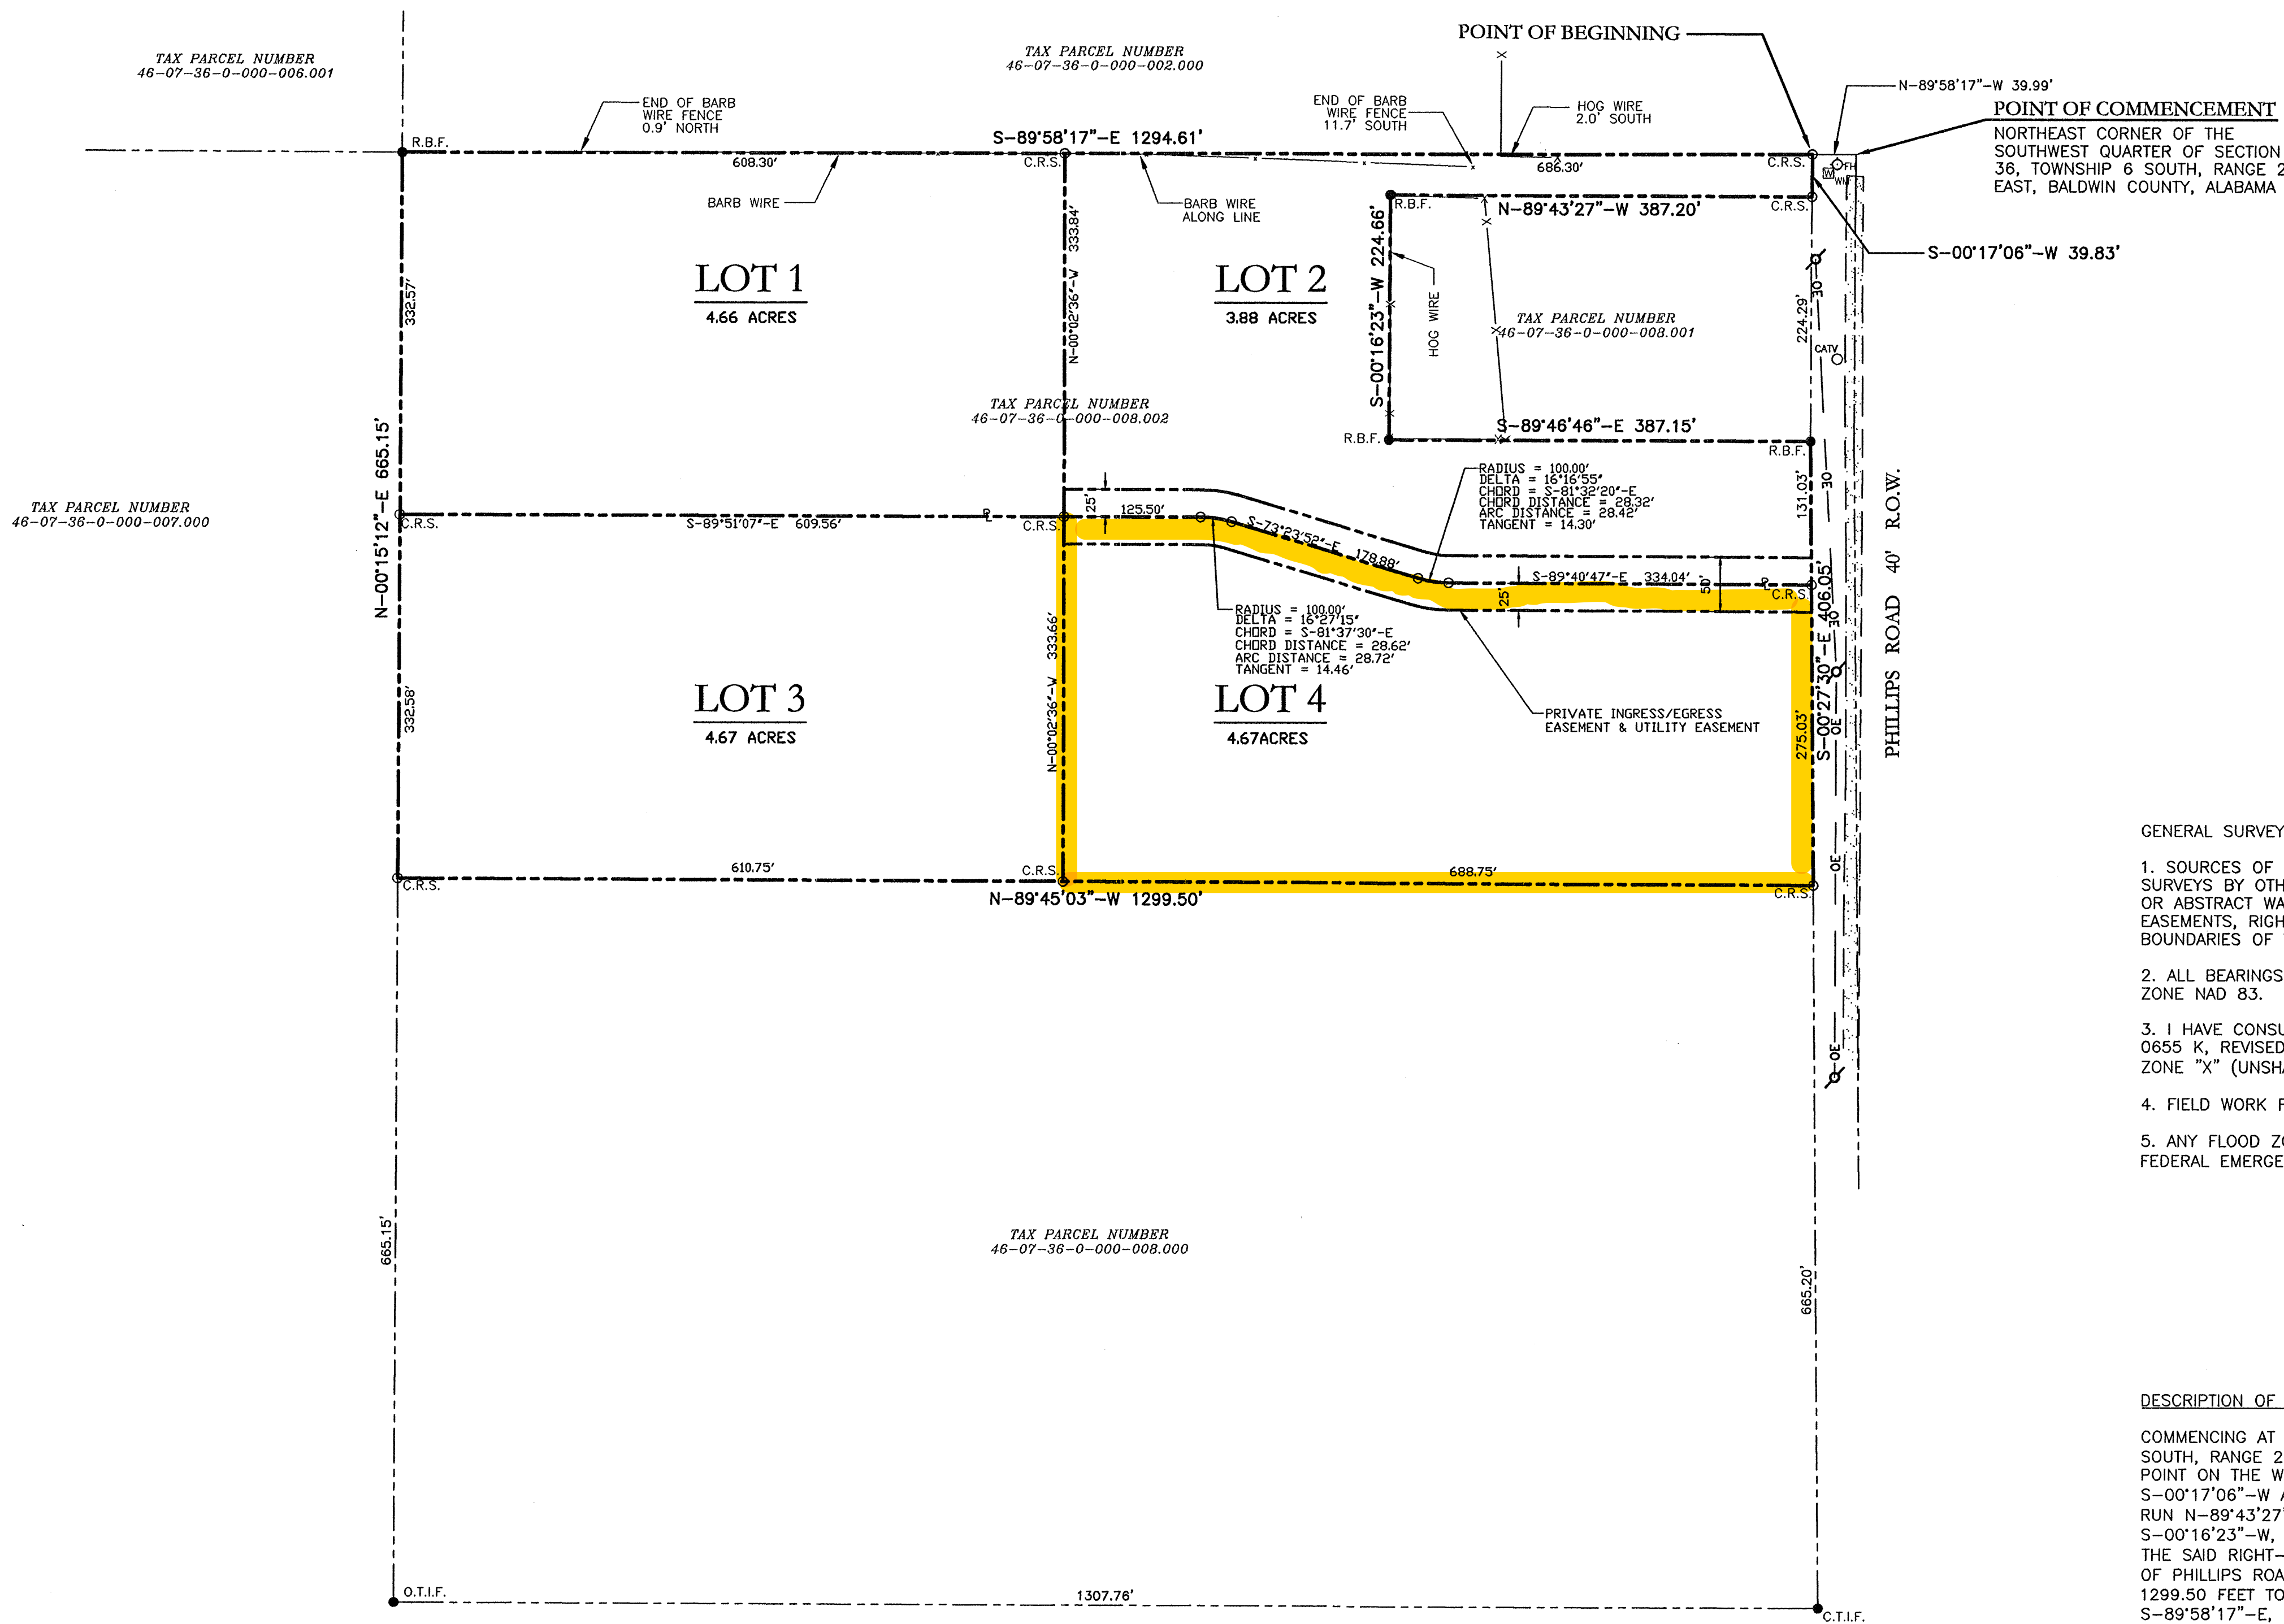 POINT OF BEGINNING
TAX PARCEL NUMBER
46-07-36-0-000-006.001
TAX PARCEL NUMBER
46-07-36-0-000-002.000
N-89°58'17"-W 39.99'
POINT OF COMMENCEMENT
NORTHEAST CORNER OF THE
SOUTHWEST QUARTER OF SECTION
36, TOWNSHIP 6 SOUTH, RANGE 2
EAST, BALDWIN COUNTY, ALABAMA
END OF BARB
WIRE FENCE
0.9' NORTH
END OF BARB
WIRE FENCE
11.7' SOUTH
HOG WIRE
2.0' SOUTH
R.B.F.
S-89°58'17"-E 1294.61'
608.30'
C.R.S.
686.30'
C.R.S.
FH
W
WM
BARB WIRE
BARB WIRE
ALONG LINE
R.B.F.
N-89°43'27"-W 387.20'
C.R.S.
S-00°17'06"-W 39.83'
332.57'
N-00°02'36"-W 333.84'
S-00°16'23"-W 224.66'
HOG WIRE
224.29'
OE
CATV
LOT 1
4.66 ACRES
LOT 2
3.88 ACRES
TAX PARCEL NUMBER
46-07-36-0-000-008.001
TAX PARCEL NUMBER
46-07-36-0-000-008.002
S-89°46'46"-E 387.15'
R.B.F.
R.B.F.
N-00°15'12"-E 665.15'
TAX PARCEL NUMBER
46-07-36-0-000-007.000
RADIUS = 100.00'
DELTA = 16°16'55"
CHORD = S-81°32'20"-E
CHORD DISTANCE = 28.32'
ARC DISTANCE = 28.42'
TANGENT = 14.30'
131.03'
OE
PHILLIPS ROAD 40' R.O.W.
C.R.S.
S-89°51'07"-E 609.56'
PL
C.R.S.
25'
125.50'
S-73°23'52"-E 178.88'
S-89°40'47"-E 334.04'
25'
50'
PL
C.R.S.
S-00°27'30"-E 406.05'
OE
RADIUS = 100.00'
DELTA = 16°27'15"
CHORD = S-81°37'30"-E
CHORD DISTANCE = 28.62'
ARC DISTANCE = 28.72'
TANGENT = 14.46'
332.58'
N-00°02'36"-W 333.66'
LOT 3
4.67 ACRES
LOT 4
4.67ACRES
PRIVATE INGRESS/EGRESS
EASEMENT & UTILITY EASEMENT
275.03'
OE
C.R.S.
610.75'
C.R.S.
688.75'
C.R.S.
N-89°45'03"-W 1299.50'
OE
OE
OE
GENERAL SURVEY
1. SOURCES OF
SURVEYS BY OTH
OR ABSTRACT WA
EASEMENTS, RIGH
BOUNDARIES OF
2. ALL BEARINGS
ZONE NAD 83.
3. I HAVE CONSU
0655 K, REVISED
ZONE "X" (UNSHA
4. FIELD WORK F
5. ANY FLOOD ZO
FEDERAL EMERGE
665.15'
TAX PARCEL NUMBER
46-07-36-0-000-008.000
665.20'
O.T.I.F.
1307.76'
C.T.I.F.
DESCRIPTION OF
COMMENCING AT
SOUTH, RANGE 2
POINT ON THE W
S-00°17'06"-W A
RUN N-89°43'27"
S-00°16'23"-W,
THE SAID RIGHT-
OF PHILLIPS ROA
1299.50 FEET TO
S-89°58'17"-E,